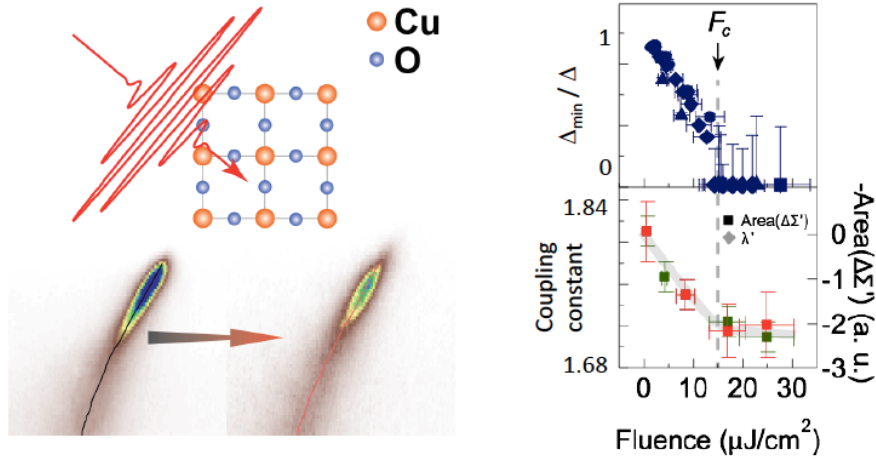 Cu
O
F_c
1
0
Δ_min / Δ
1.84
1.68
Coupling
constant
Area(ΔΣ')
λ'
0
-1
-2
-3
-Area(ΔΣ') (a. u.)
0
10
20
30
Fluence (μJ/cm²)